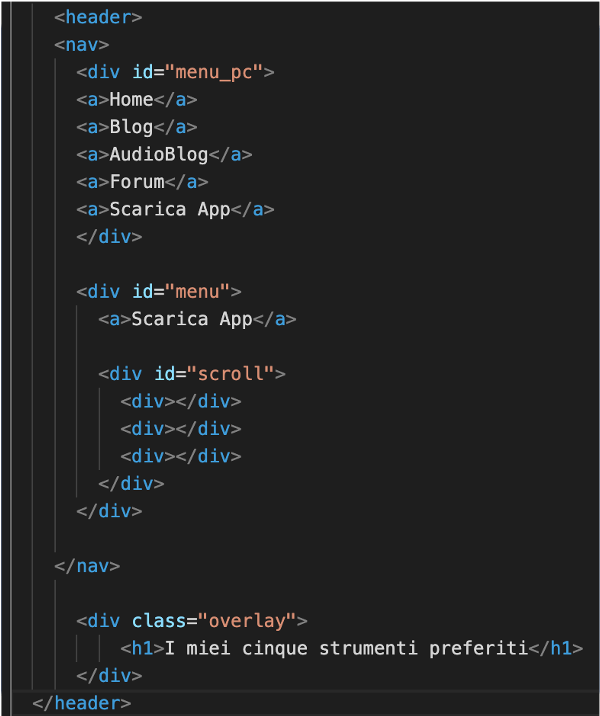 <header>
<nav>
<div id="menu_pc">
<a>Home</a>
<a>Blog</a>
<a>AudioBlog</a>
<a>Forum</a>
<a>Scarica App</a>
</div>
<div id="menu">
<a>Scarica App</a>
<div id="scroll">
<div></div>
<div></div>
<div></div>
</div>
</div>
</nav>
<div class="overlay">
<h1>I miei cinque strumenti preferiti</h1>
</div>
</header>